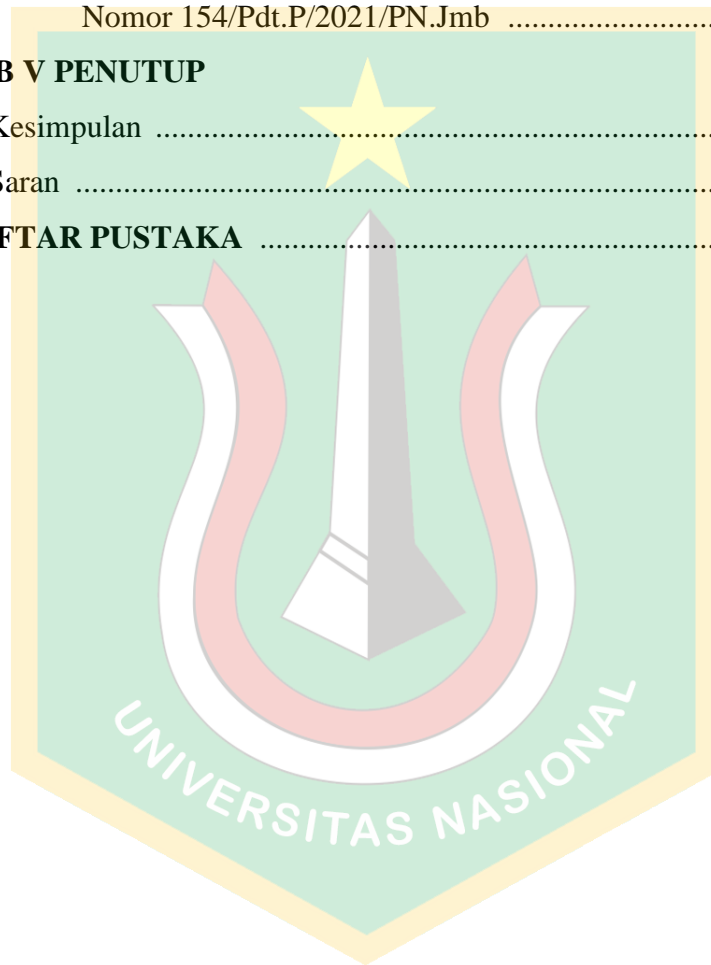 Nomor 154/Pdt.P/2021/PN.Jmb ..........................
B V PENUTUP
Kesimpulan .......................................................................
Saran ...................................................................................
FTAR PUSTAKA .........................................................
UNIVERSITAS NASIONAL